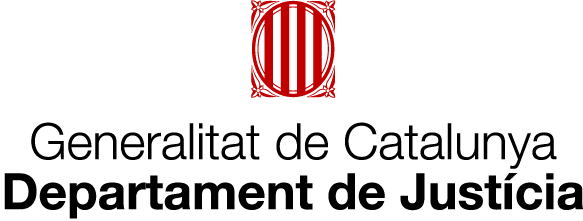 Generalitat de Catalunya
Departament de Justícia